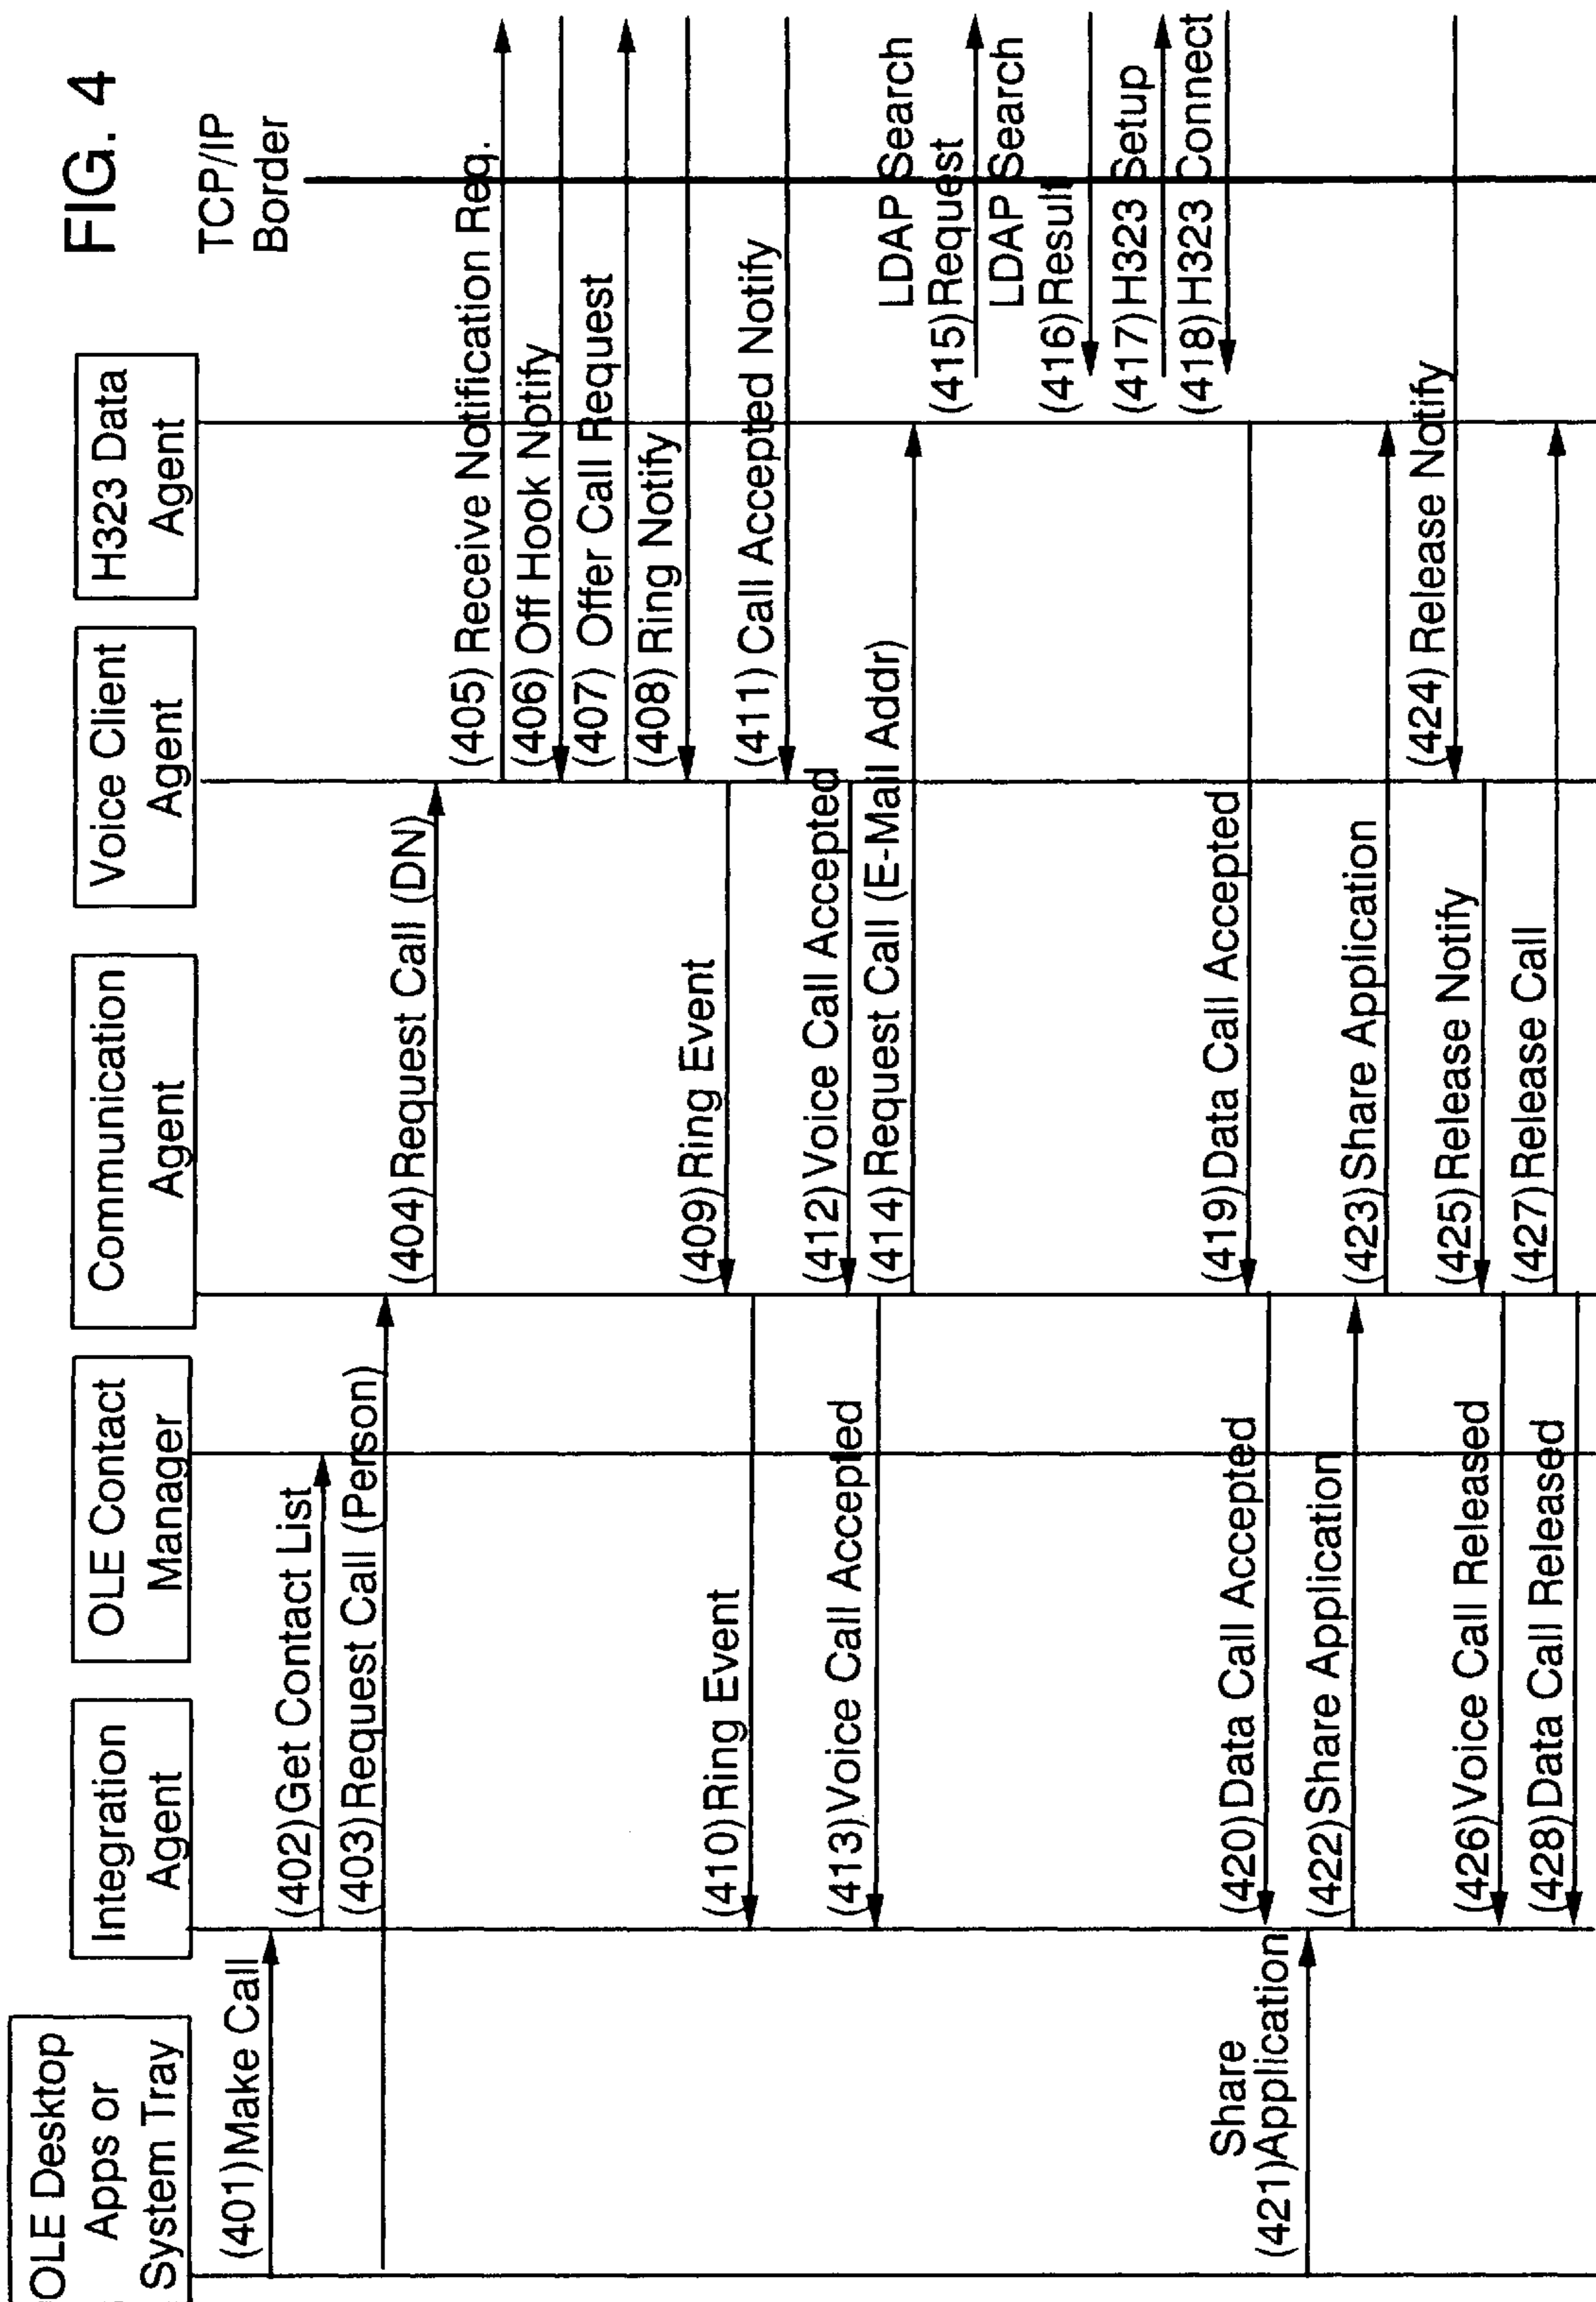 FIG. 4
OLE Desktop
Apps or
System Tray
Integration
Agent
OLE Contact
Manager
Communication
Agent
Voice Client
Agent
H323 Data
Agent
TCP/IP
Border
(401) Make Call
(402) Get Contact List
(403) Request Call (Person)
(404) Request Call (DN)
(405) Receive Notification Req.
(406) Off Hook Notify
(407) Offer Call Request
(408) Ring Notify
(409) Ring Event
(410) Ring Event
(411) Call Accepted Notify
(412) Voice Call Accepted
(413) Voice Call Accepted
(414) Request Call (E-Mail Addr)
LDAP Search
(415) Request
LDAP Search
(416) Result
(417) H323 Setup
(418) H323 Connect
(419) Data Call Accepted
(420) Data Call Accepted
Share
(421) Application
(422) Share Application
(423) Share Application
(424) Release Notify
(425) Release Notify
(426) Voice Call Released
(427) Release Call
(428) Data Call Released